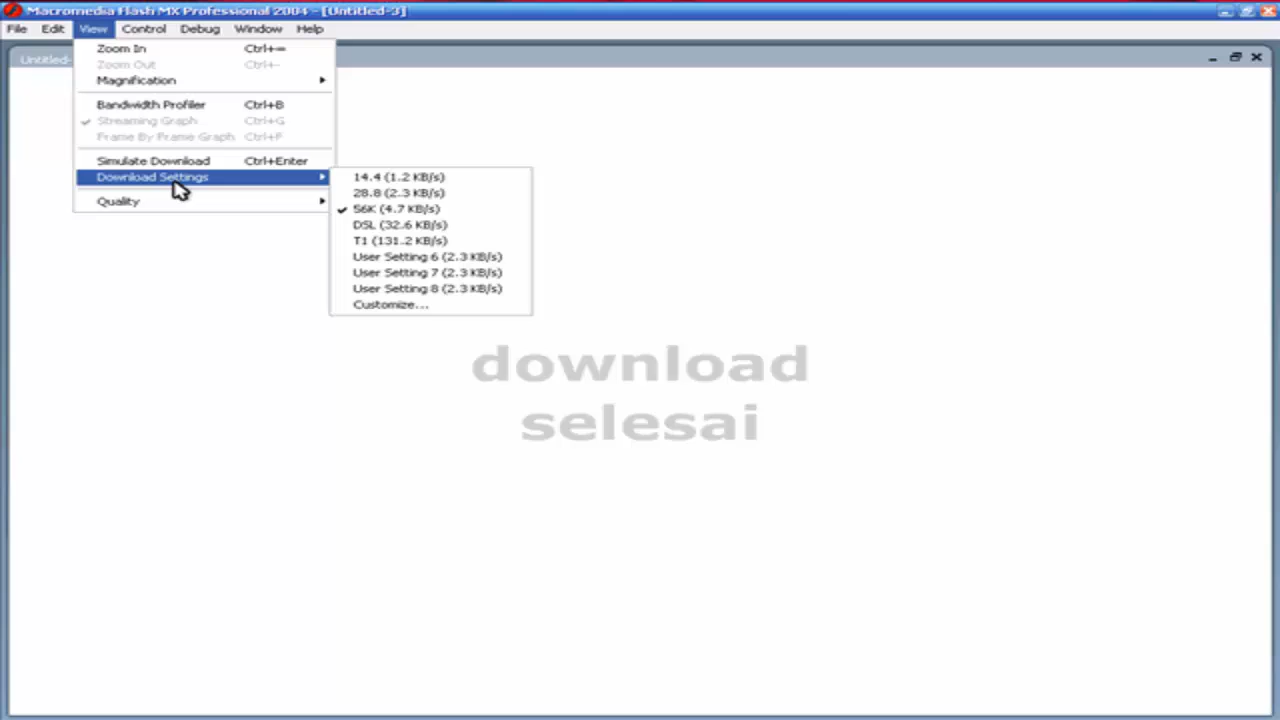 Macromedia Flash MX Professional 2004 - [Untitled-3]
File Edit View Control Debug Window Help
Untitled-
Zoom In Ctrl+=
Zoom Out Ctrl+-
Magnification
Bandwidth Profiler Ctrl+B
Streaming Graph Ctrl+G
Frame By Frame Graph Ctrl+F
Simulate Download Ctrl+Enter
Download Settings
Quality
14.4 (1.2 KB/s)
28.8 (2.3 KB/s)
56K (4.7 KB/s)
DSL (32.6 KB/s)
T1 (131.2 KB/s)
User Setting 6 (2.3 KB/s)
User Setting 7 (2.3 KB/s)
User Setting 8 (2.3 KB/s)
Customize...
download
selesai